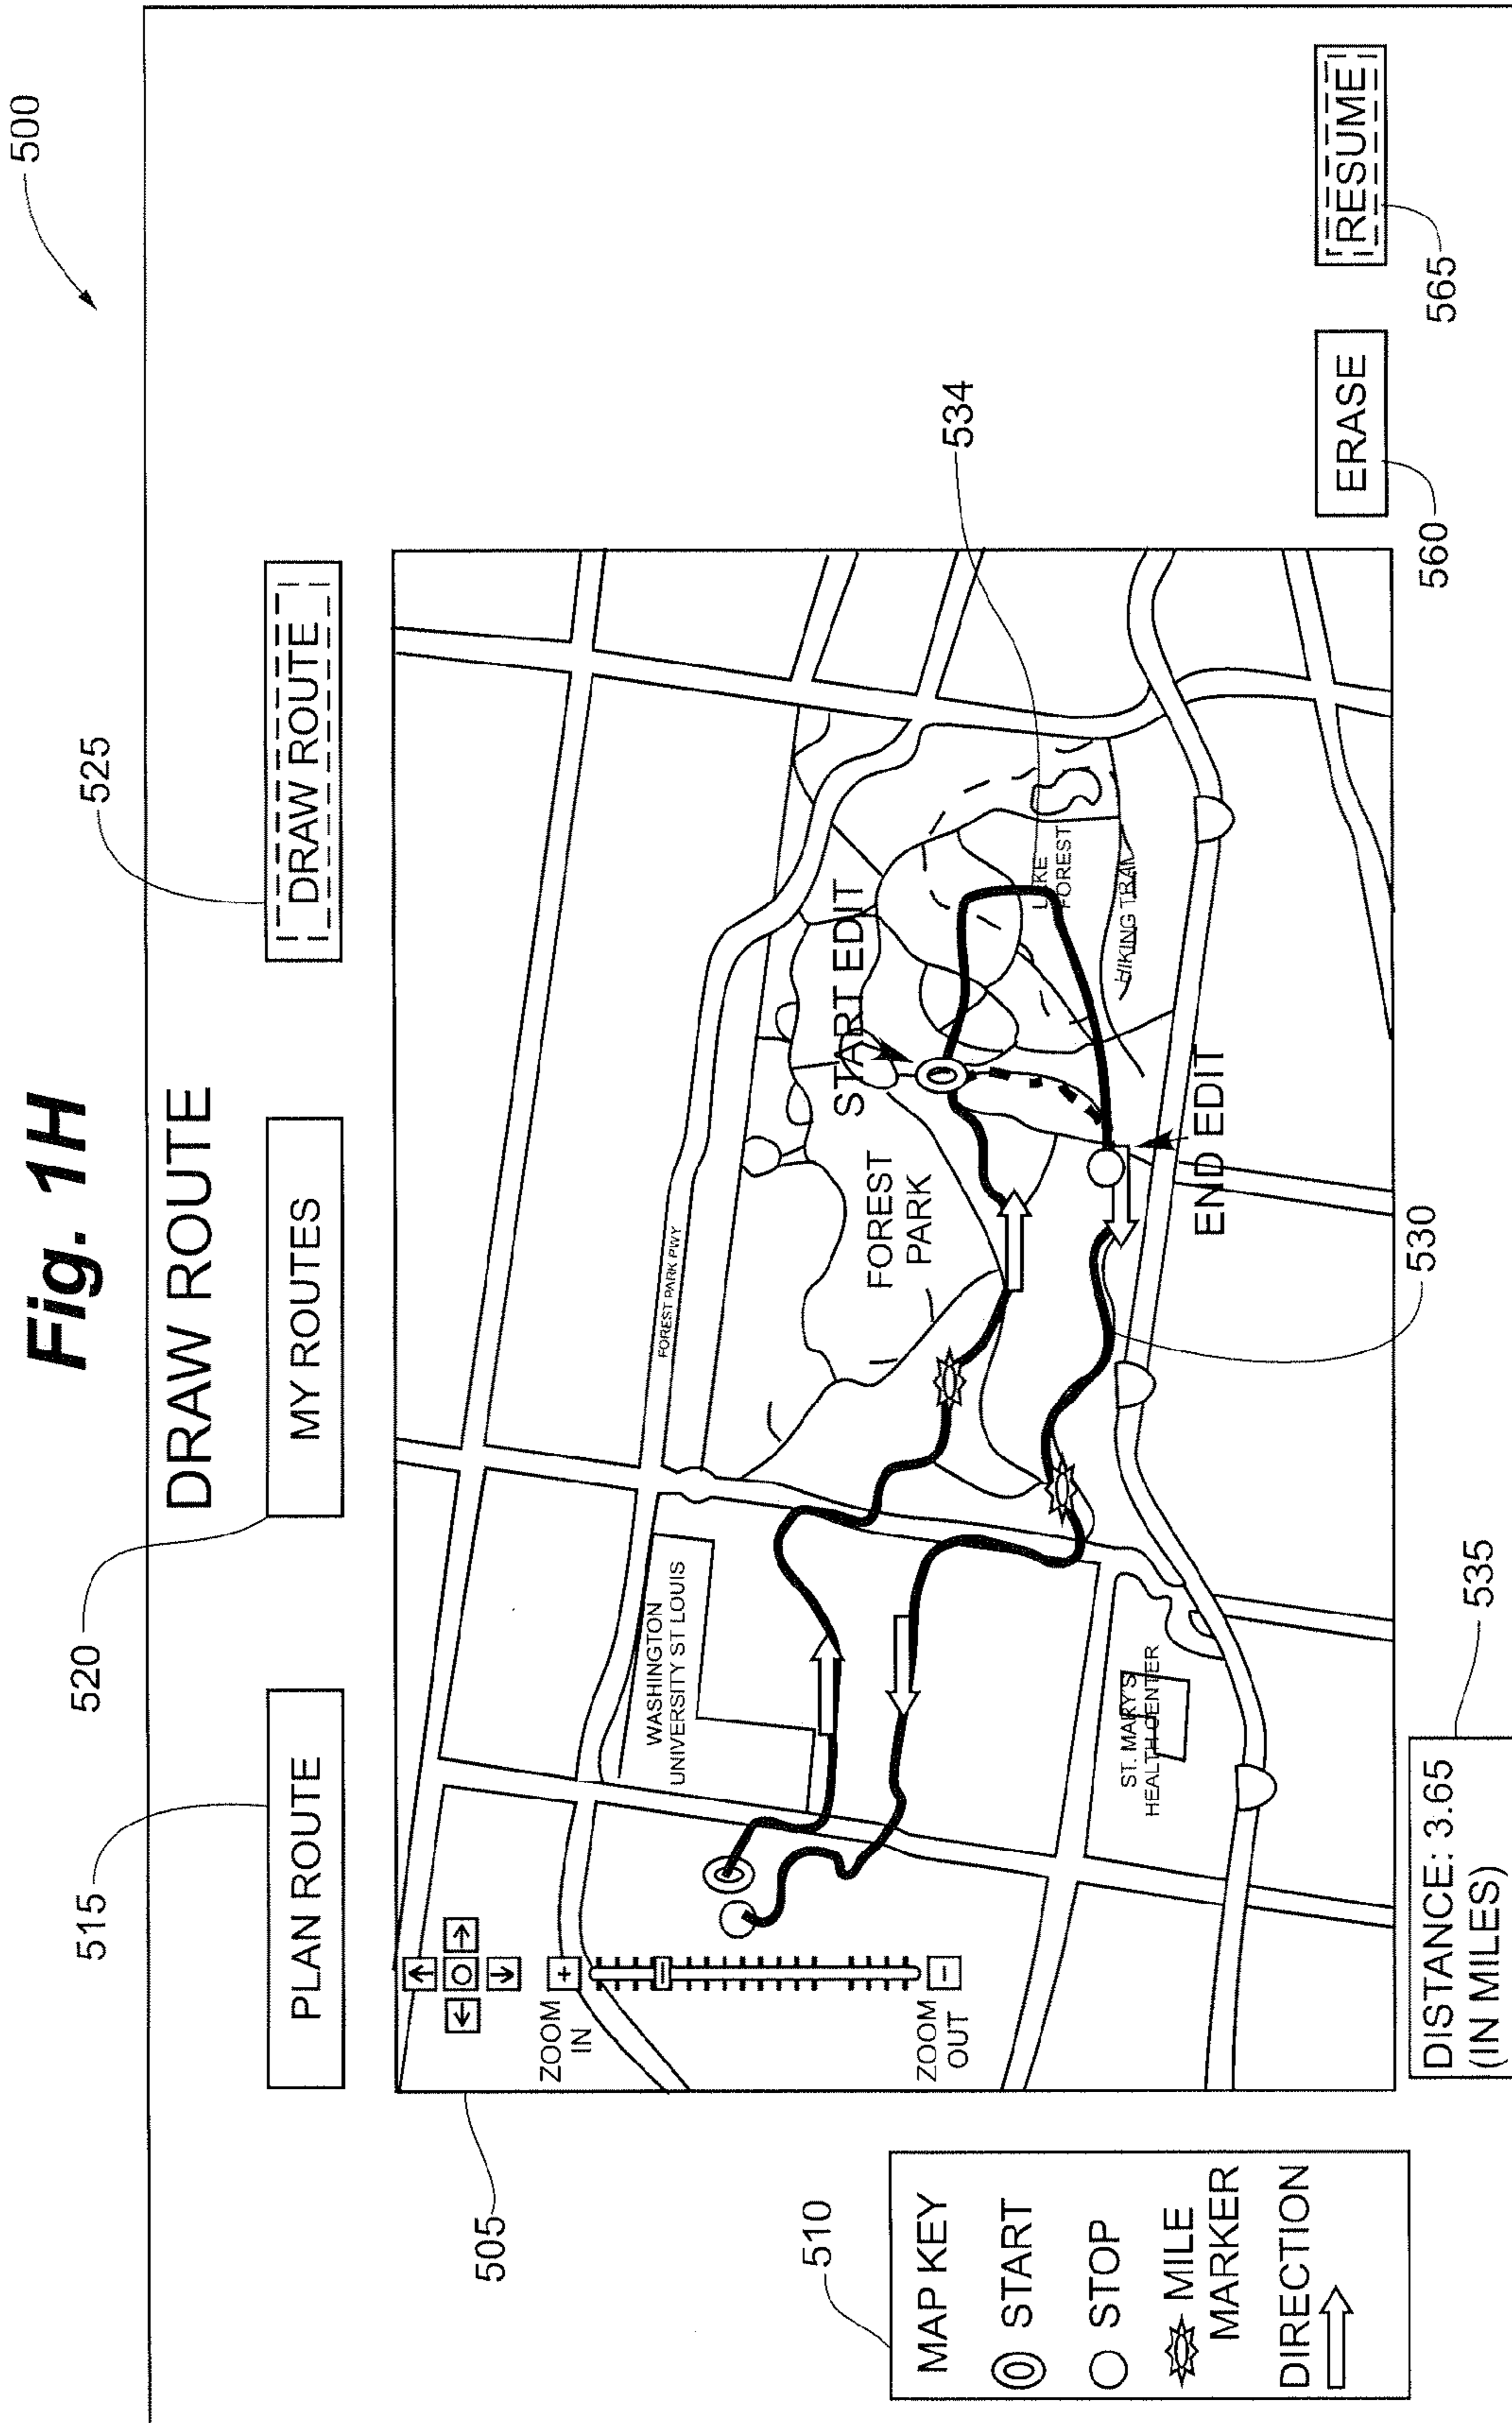 Fig. 1H
500
DRAW ROUTE
515
520
525
PLAN ROUTE
MY ROUTES
DRAW ROUTE
505
ZOOM
IN
ZOOM
OUT
FOREST PARK PWY
WASHINGTON
UNIVERSITY ST LOUIS
FOREST
PARK
START EDIT
534
LAKE
FOREST
HIKING TRAIL
END EDIT
ST. MARY'S
HEALTH CENTER
530
510
MAP KEY
START
STOP
MILE
MARKER
DIRECTION
DISTANCE: 3.65
(IN MILES)
535
ERASE
560
RESUME
565